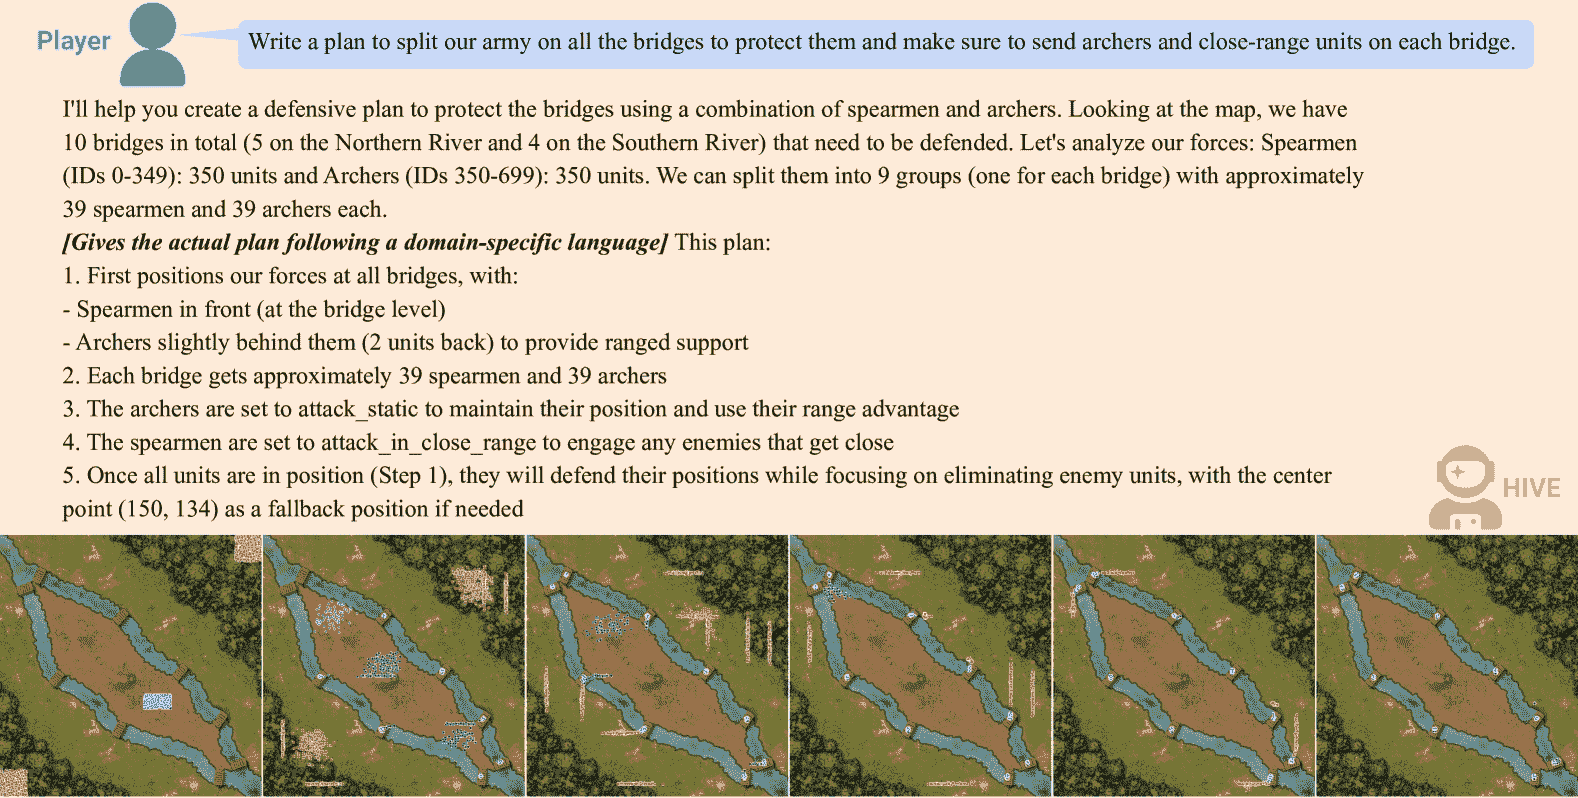 Player
Write a plan to split our army on all the bridges to protect them and make sure to send archers and close-range units on each bridge.
I'll help you create a defensive plan to protect the bridges using a combination of spearmen and archers. Looking at the map, we have
10 bridges in total (5 on the Northern River and 4 on the Southern River) that need to be defended. Let's analyze our forces: Spearmen
(IDs 0-349): 350 units and Archers (IDs 350-699): 350 units. We can split them into 9 groups (one for each bridge) with approximately
39 spearmen and 39 archers each.
[Gives the actual plan following a domain-specific language] This plan:
1. First positions our forces at all bridges, with:
- Spearmen in front (at the bridge level)
- Archers slightly behind them (2 units back) to provide ranged support
2. Each bridge gets approximately 39 spearmen and 39 archers
3. The archers are set to attack_static to maintain their position and use their range advantage
4. The spearmen are set to attack_in_close_range to engage any enemies that get close
5. Once all units are in position (Step 1), they will defend their positions while focusing on eliminating enemy units, with the center
point (150, 134) as a fallback position if needed
HIVE